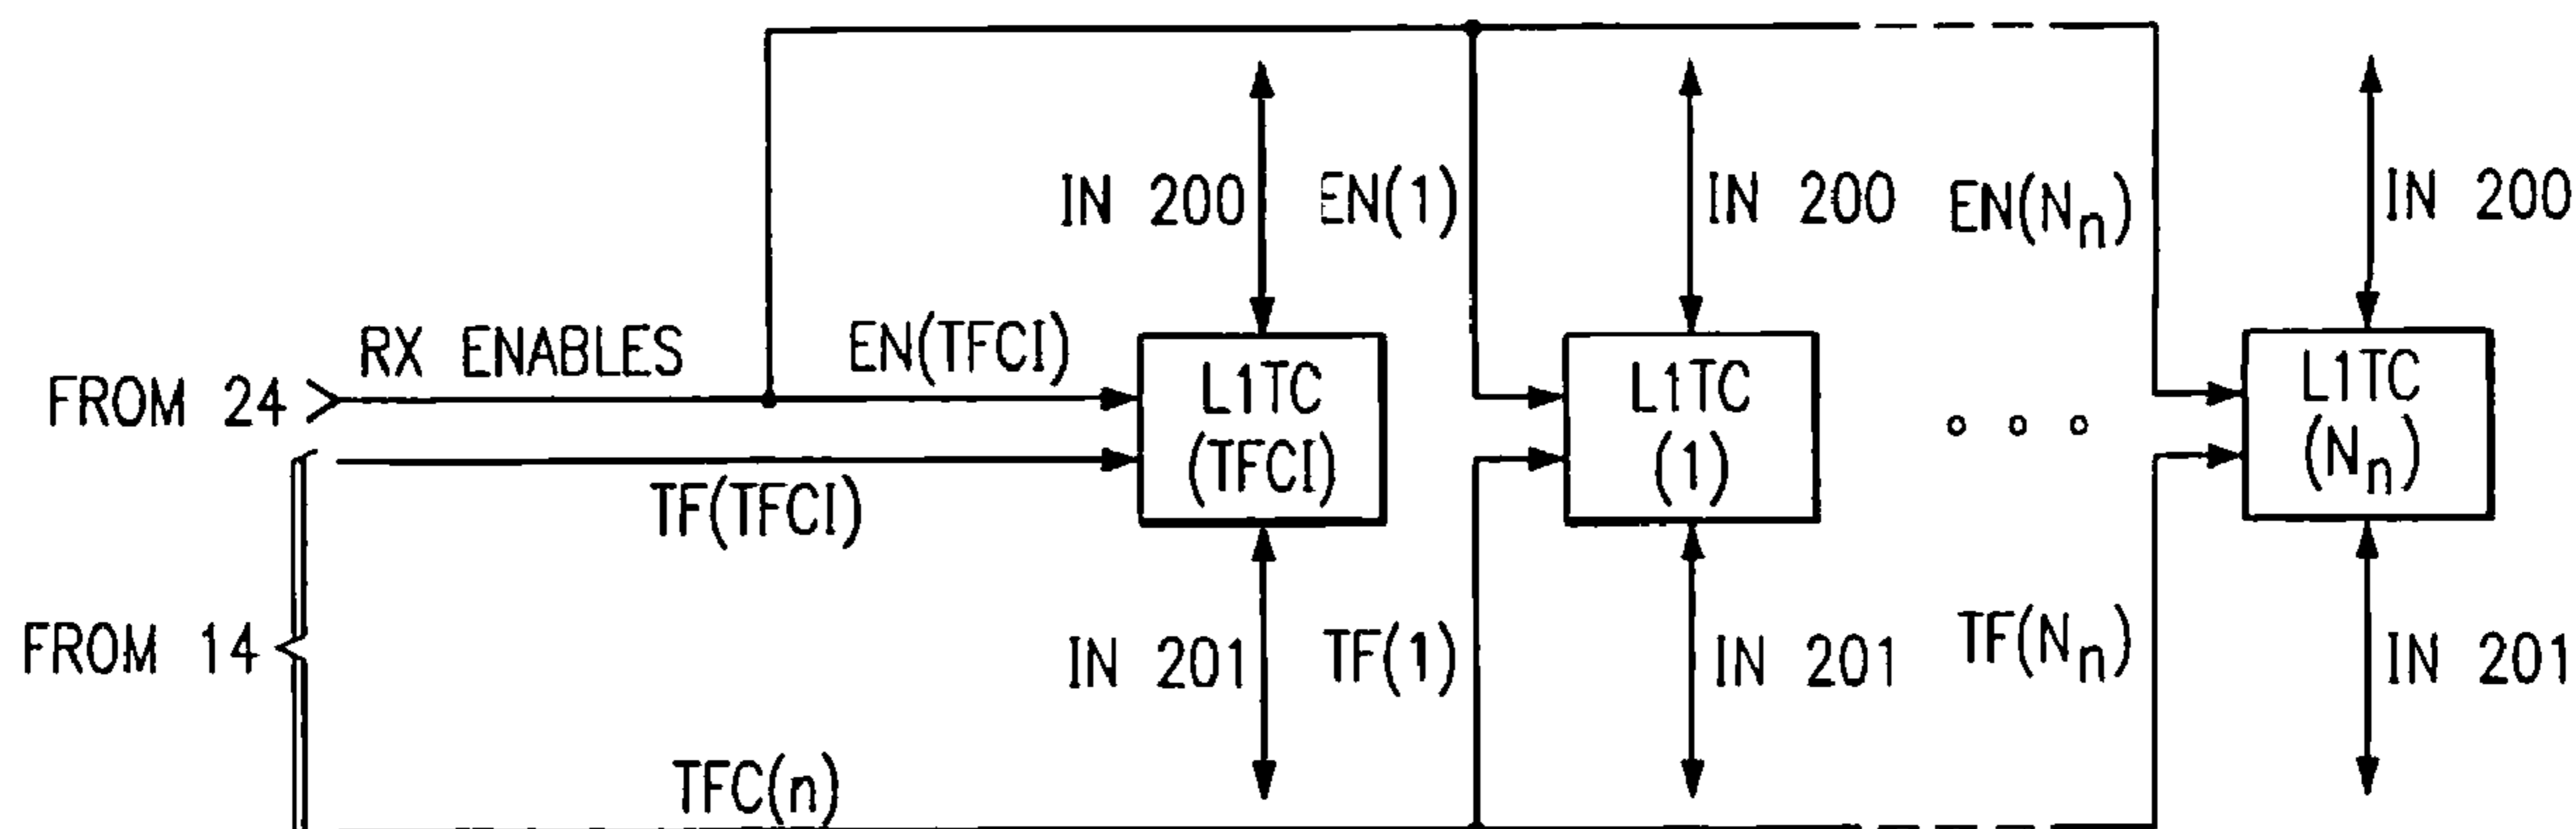 IN 200
EN(1)
IN 200
EN(Nn)
IN 200
RX ENABLES
EN(TFCI)
FROM 24
L1TC
(TFCI)
L1TC
(1)
L1TC
(Nn)
TF(TFCI)
FROM 14
IN 201
TF(1)
IN 201
TF(Nn)
IN 201
TFC(n)